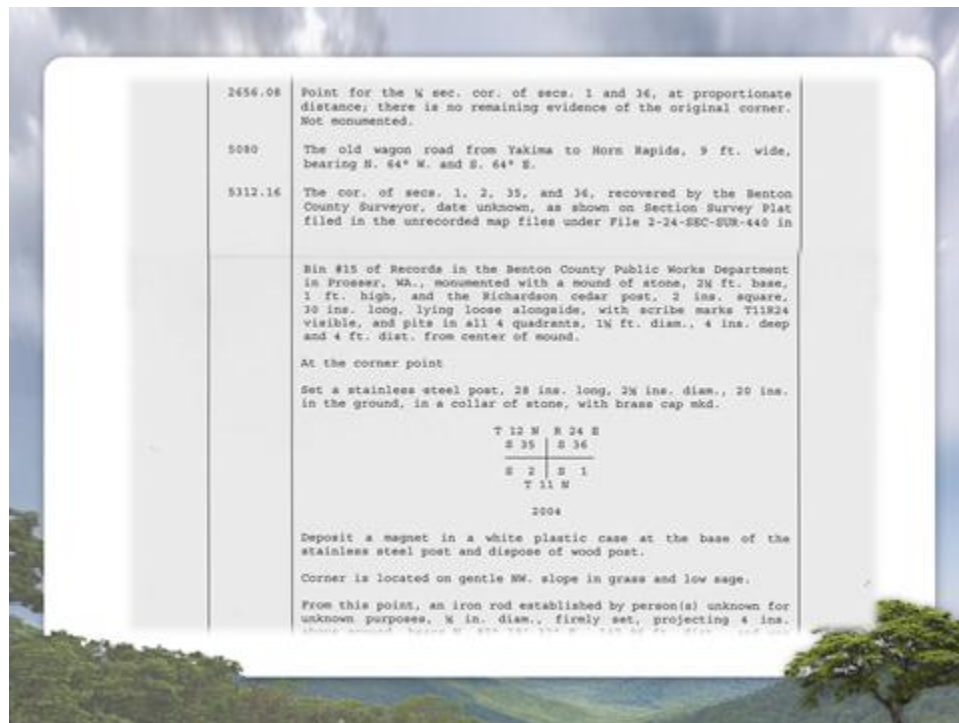 2656.08 Point for the ¼ sec. cor. of secs. 1 and 36, at proportionate
distance; there is no remaining evidence of the original corner.
Not monumented.
5080 The old wagon road from Yakima to Horn Rapids, 9 ft. wide,
bearing N. 64° W. and S. 64° E.
5312.16 The cor. of secs. 1, 2, 35, and 36, recovered by the Benton
County Surveyor, date unknown, as shown on Section Survey Plat
filed in the unrecorded map files under File 2-24-SEC-SUR-440 in
Bin #15 of Records in the Benton County Public Works Department
in Prosser, WA., monumented with a mound of stone, 2½ ft. base,
1 ft. high, and the Richardson cedar post, 2 ins. square,
30 ins. long, lying loose alongside, with scribe marks T11R24
visible, and pits in all 4 quadrants, 1½ ft. diam., 4 ins. deep
and 4 ft. dist. from center of mound.
At the corner point
Set a stainless steel post, 28 ins. long, 2½ ins. diam., 20 ins.
in the ground, in a collar of stone, with brass cap mkd.
T 12 N R 24 E
S 35 S 36
S 2 S 1
T 11 N
2004
Deposit a magnet in a white plastic case at the base of the
stainless steel post and dispose of wood post.
Corner is located on gentle NW. slope in grass and low sage.
From this point, an iron rod established by person(s) unknown for
unknown purposes, in. diam., firmly set, projecting 4 ins.